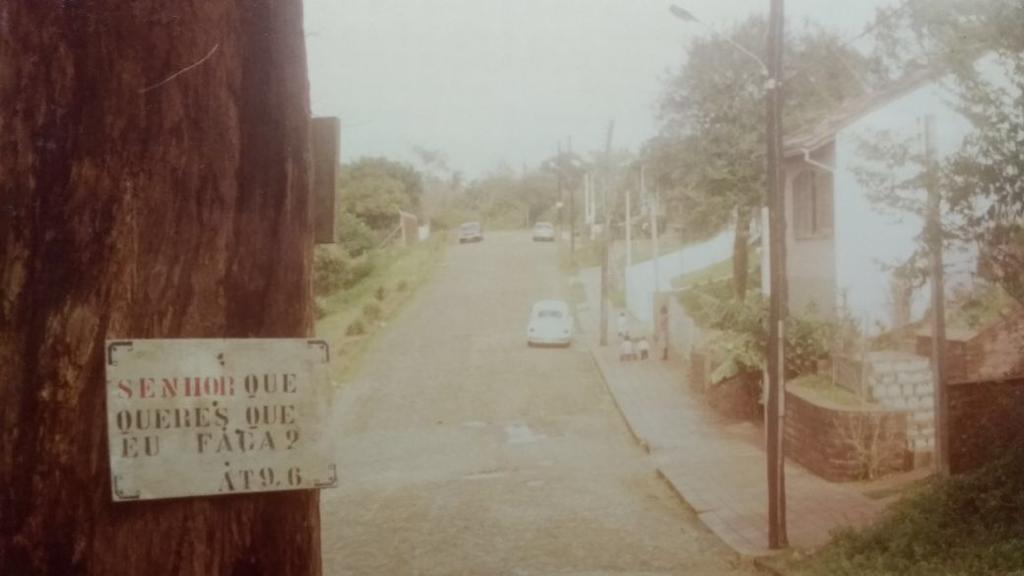 SENHOR QUE
QUERES QUE
EU FAÇA?
AT9.6